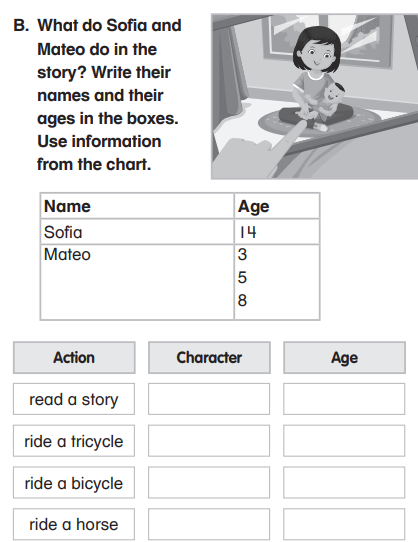 B. What do Sofia and
Mateo do in the
story? Write their
names and their
ages in the boxes.
Use information
from the chart.
Name Age
Sofia 14
Mateo 3
5
8
Action Character Age
read a story
ride a tricycle
ride a bicycle
ride a horse